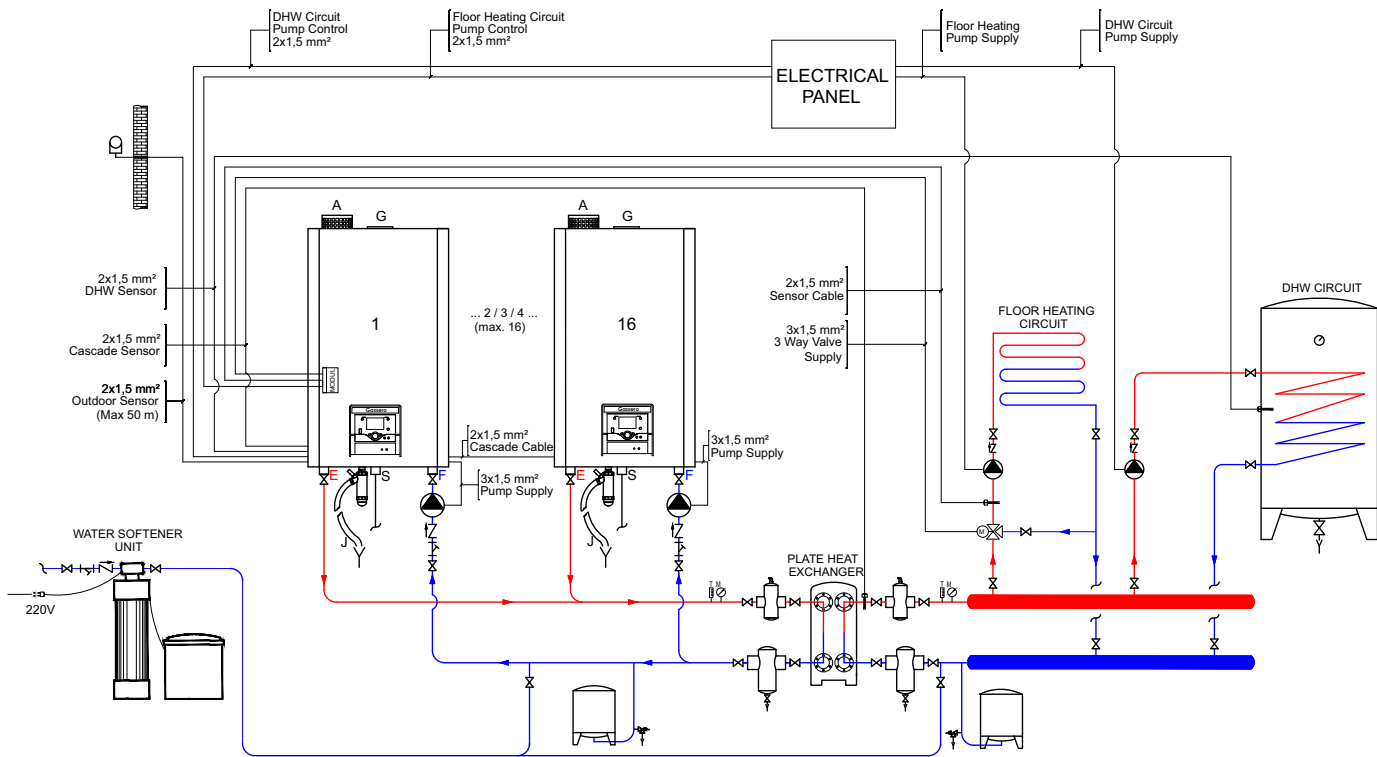 DHW Circuit
Pump Control
2x1,5 mm²
Floor Heating Circuit
Pump Control
2x1,5 mm²
ELECTRICAL
PANEL
Floor Heating
Pump Supply
DHW Circuit
Pump Supply
A
G
A
G
2x1,5 mm²
DHW Sensor
2x1,5 mm²
Cascade Sensor
2x1,5 mm²
Outdoor Sensor
(Max 50 m)
1
MODUL
Gassero
... 2 / 3 / 4 ...
(max. 16)
16
Gassero
2x1,5 mm²
Sensor Cable
3x1,5 mm²
3 Way Valve
Supply
FLOOR HEATING
CIRCUIT
DHW CIRCUIT
2x1,5 mm²
Cascade Cable
3x1,5 mm²
Pump Supply
3x1,5 mm²
Pump Supply
E
S
F
J
E
S
F
J
M
WATER SOFTENER
UNIT
220V
PLATE HEAT
EXCHANGER
T M
T M